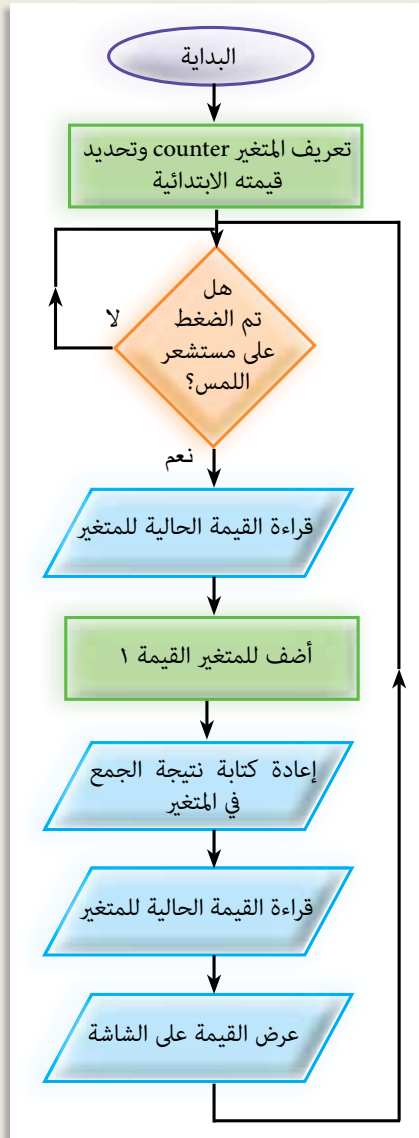 البداية
تعريف المتغير counter وتحديد
قيمته الابتدائية
هل
تم الضغط
على مستشعر
اللمس؟
لا
نعم
قراءة القيمة الحالية للمتغير
أضف للمتغير القيمة ١
إعادة كتابة نتيجة الجمع
في المتغير
قراءة القيمة الحالية للمتغير
عرض القيمة على الشاشة